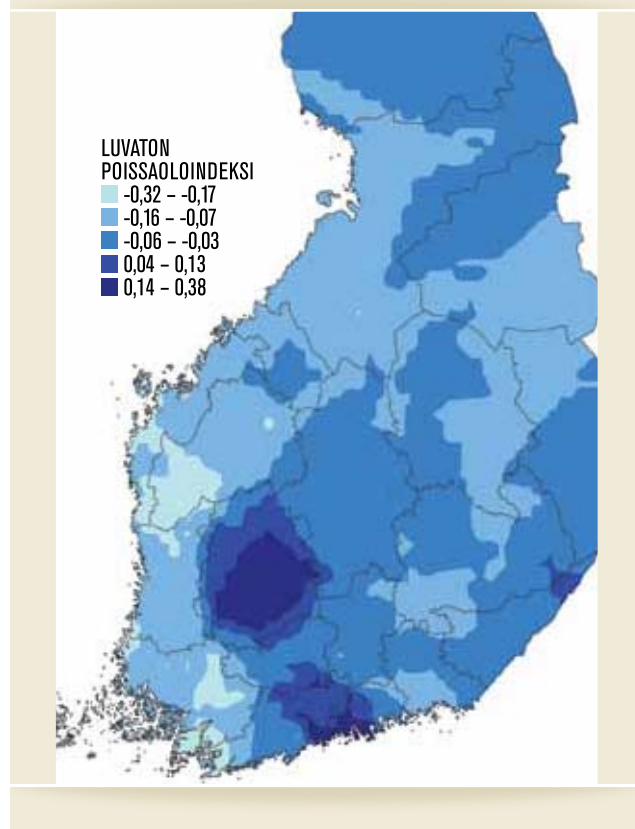 LUVATON
POISSAOLOINDEKSI
-0,32 – -0,17
-0,16 – -0,07
-0,06 – -0,03
0,04 – 0,13
0,14 – 0,38